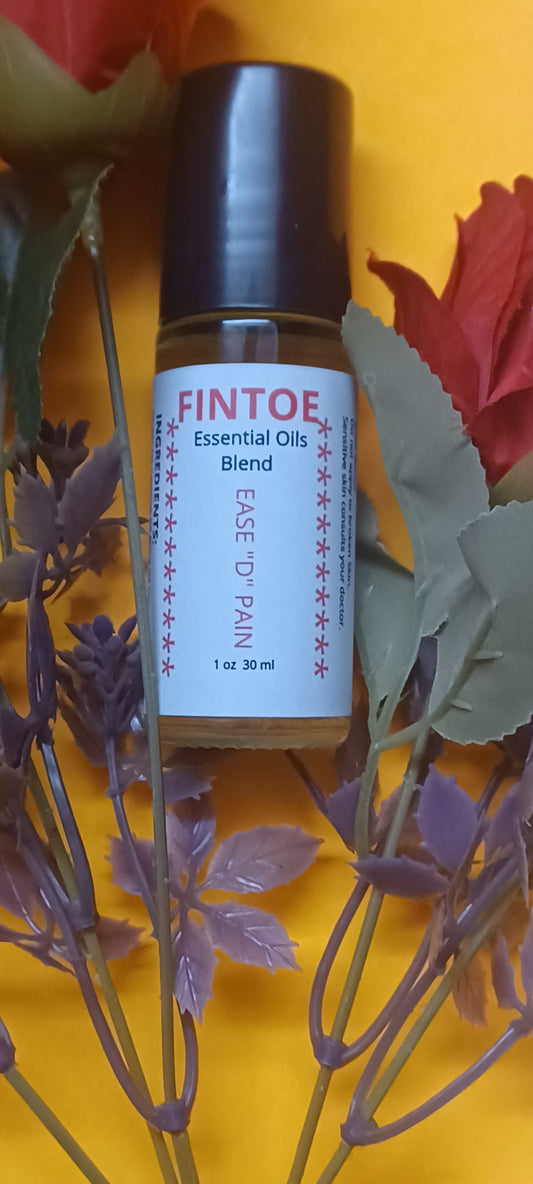 FINTOE
Essential Oils
Blend
EASE "D" PAIN
1 oz 30 ml
INGREDIENTS:
Do not apply to broken skin.
Sensitive skin consults your doctor.